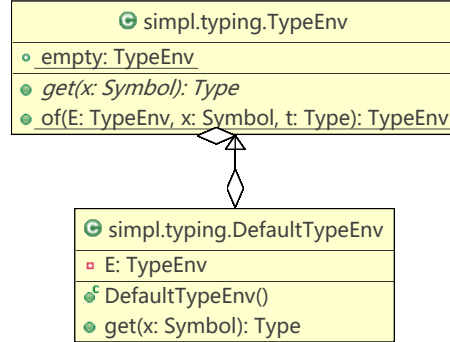 simpl.typing.TypeEnv
empty: TypeEnv
get(x: Symbol): Type
of(E: TypeEnv, x: Symbol, t: Type): TypeEnv
simpl.typing.DefaultTypeEnv
E: TypeEnv
DefaultTypeEnv()
get(x: Symbol): Type